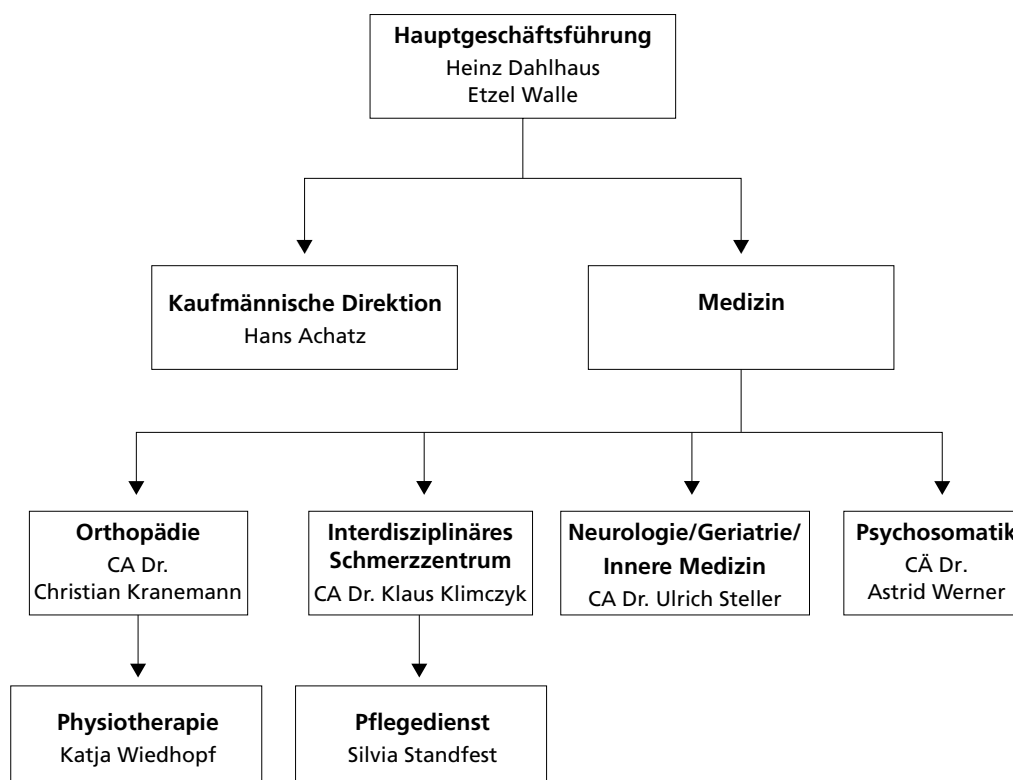 Hauptgeschäftsführung
Heinz Dahlhaus
Etzel Walle
Kaufmännische Direktion
Hans Achatz
Medizin
Orthopädie
CA Dr.
Christian Kranemann
Interdisziplinäres
Schmerzzentrum
CA Dr. Klaus Klimczyk
Neurologie/Geriatrie/
Innere Medizin
CA Dr. Ulrich Steller
Psychosomatik
CÄ Dr.
Astrid Werner
Physiotherapie
Katja Wiedhopf
Pflegedienst
Silvia Standfest